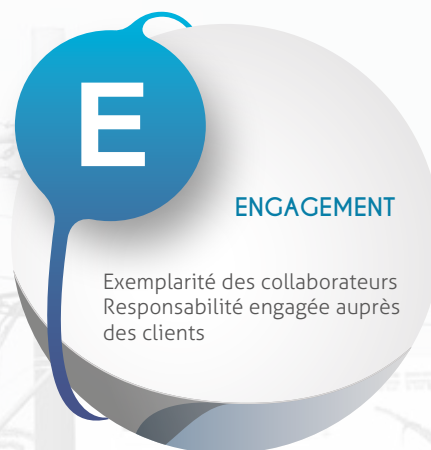 E
ENGAGEMENT
Exemplarité des collaborateurs
Responsabilité engagée auprès
des clients